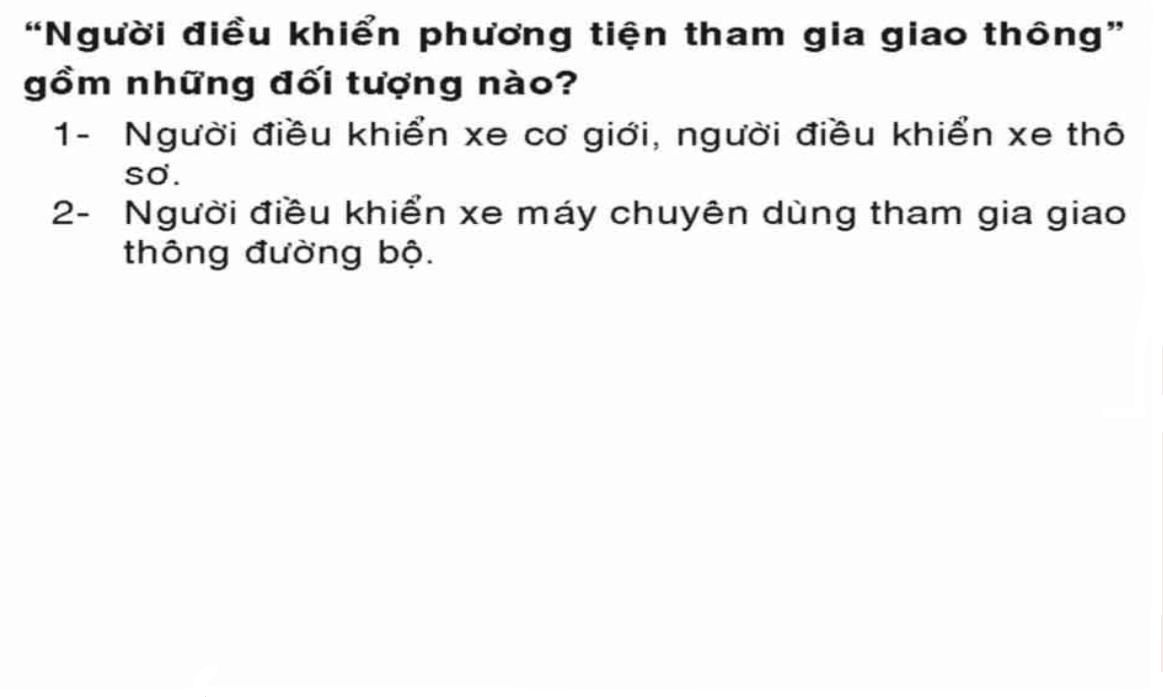 “Người điều khiển phương tiện tham gia giao thông”
gồm những đối tượng nào?
1- Người điều khiển xe cơ giới, người điều khiển xe thô
sơ.
2- Người điều khiển xe máy chuyên dùng tham gia giao
thông đường bộ.